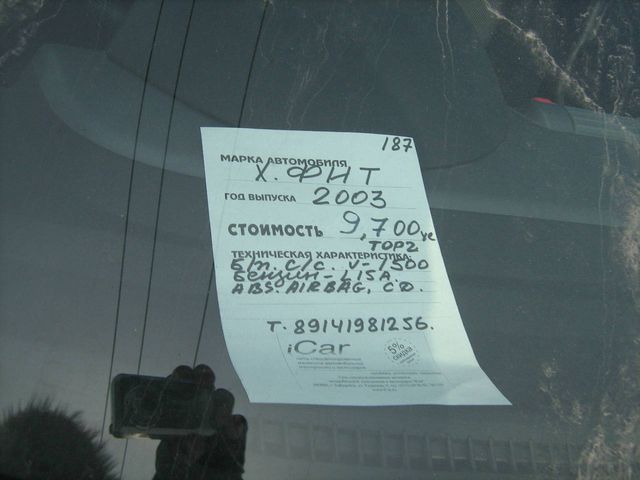 187
МАРКА АВТОМОБИЛЯ
Х. ФИТ
ГОД ВЫПУСКА 2003
СТОИМОСТЬ 9,700 уе
ТОРГ
ТЕХНИЧЕСКАЯ ХАРАКТЕРИСТИКА:
Б/п. С/С. V-1500
Бензин - L15A
ABS. AIRBAG, CD.
Т. 89141981256.
iCar
5%
СКИДКА